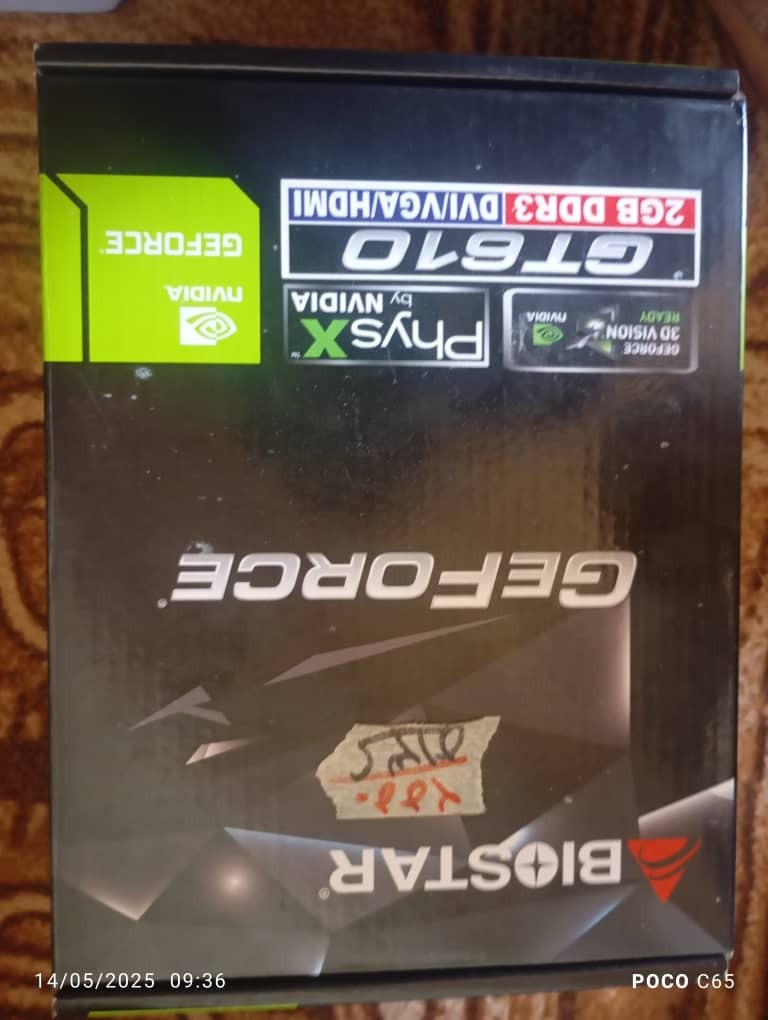 BIOSTAR®
GEFORCE®
GEFORCE
3D VISION
READY
NVIDIA
PhysX™
by NVIDIA
GT610
2GB DDR3 DVI/VGA/HDMI
NVIDIA
GEFORCE®
14/05/2025 09:36
POCO C65